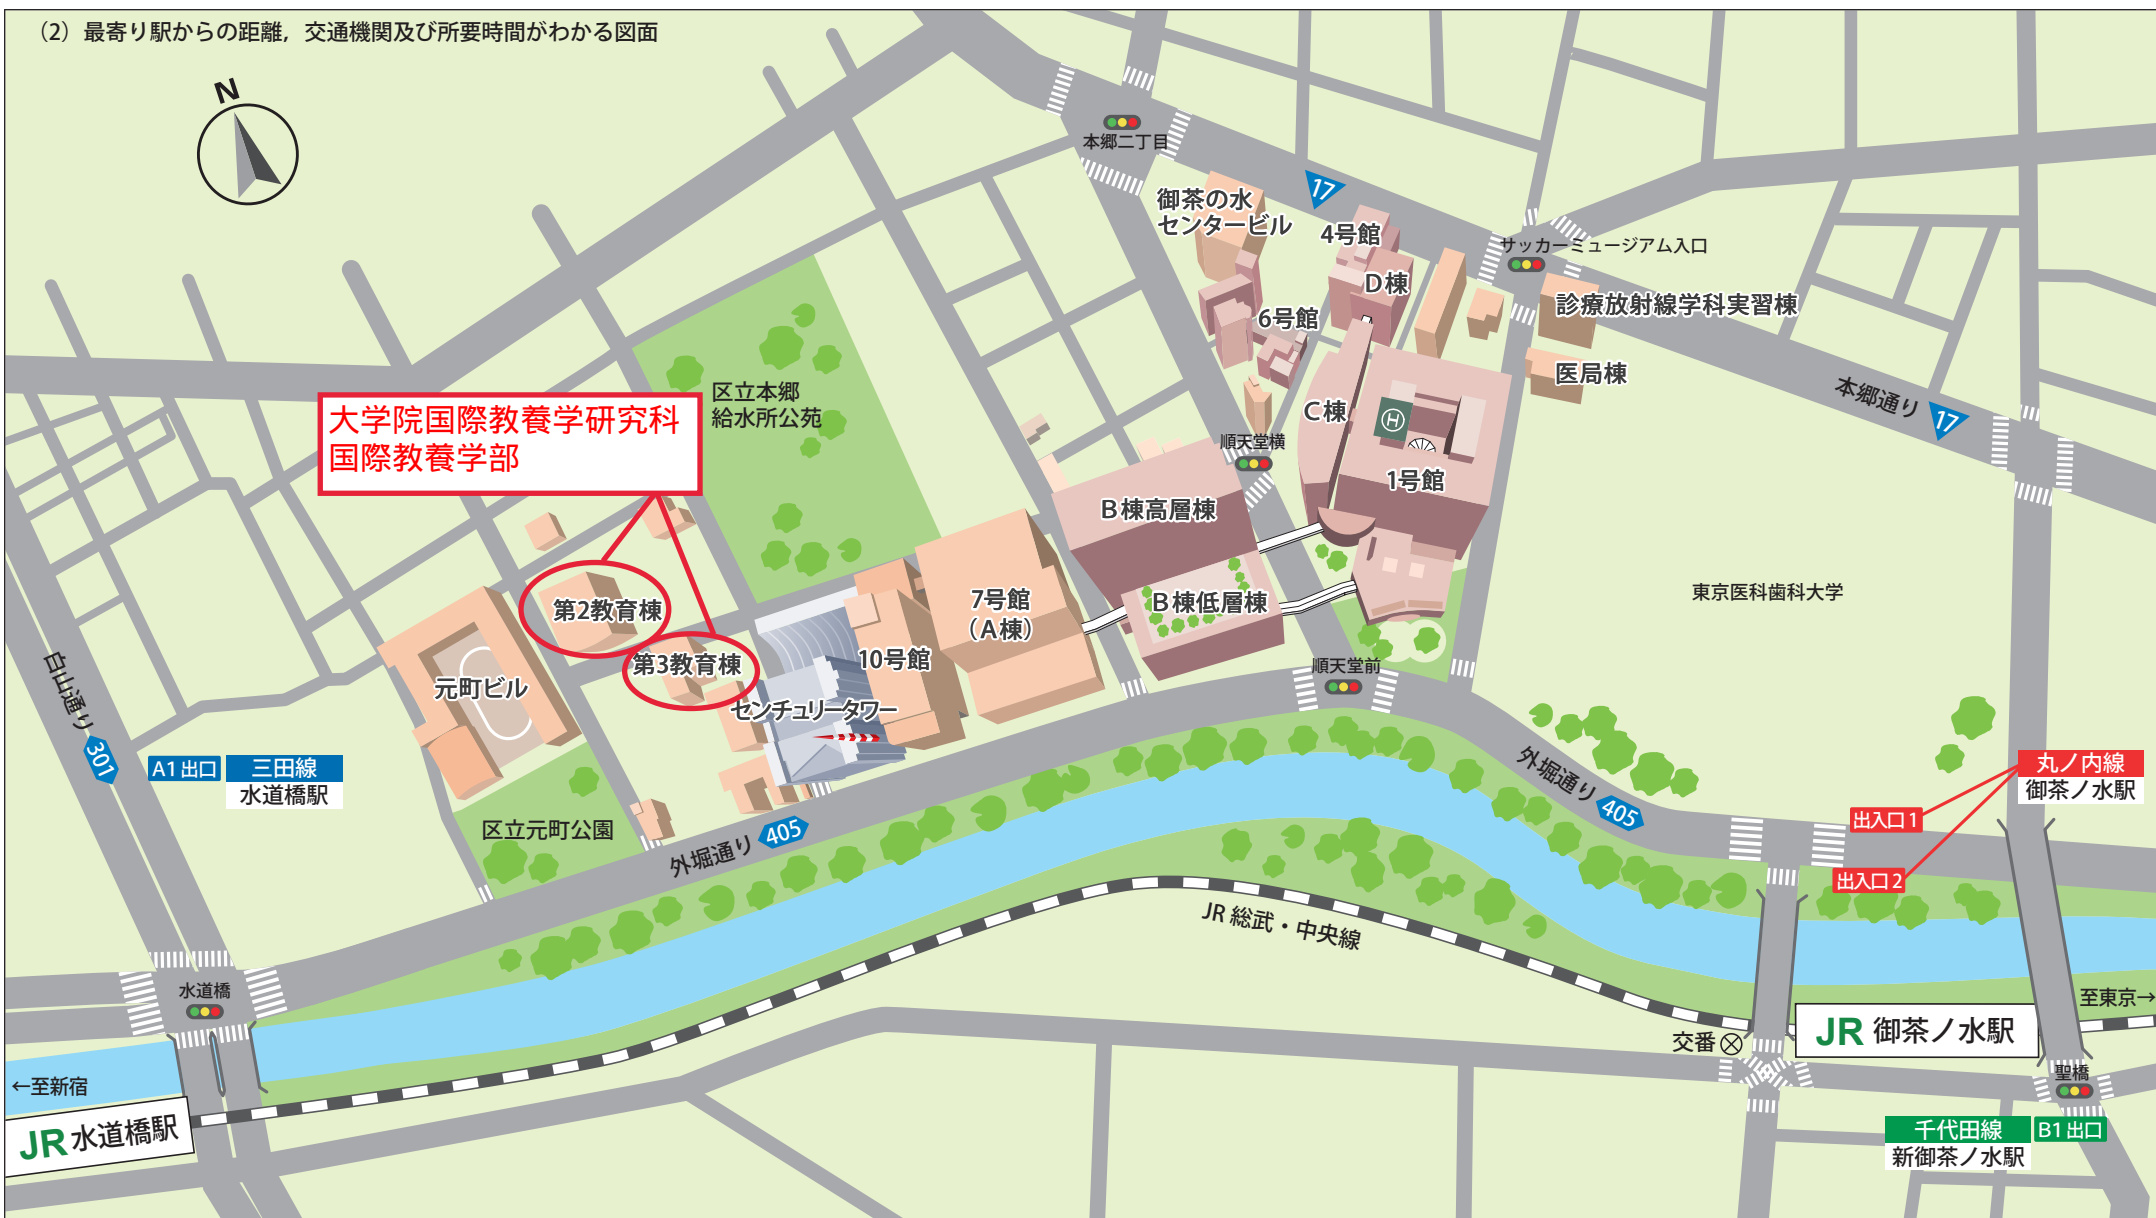 （2）最寄り駅からの距離，交通機関及び所要時間がわかる図面
N
本郷二丁目
17
御茶の水
センタービル
4号館
サッカーミュージアム入口
D棟
6号館
診療放射線学科実習棟
医局棟
本郷通り
17
区立本郷
給水所公苑
大学院国際教養学研究科
国際教養学部
C棟
H
順天堂横
1号館
B棟高層棟
7号館
（A棟）
B棟低層棟
東京医科歯科大学
第2教育棟
第3教育棟
10号館
元町ビル
センチュリータワー
順天堂前
白山通り
301
A1 出口
三田線
水道橋駅
区立元町公園
外堀通り
405
外堀通り
405
丸ノ内線
御茶ノ水駅
出入口 1
出入口 2
JR 総武・中央線
水道橋
←至新宿
JR 水道橋駅
至東京→
JR 御茶ノ水駅
交番
聖橋
千代田線
新御茶ノ水駅
B1 出口